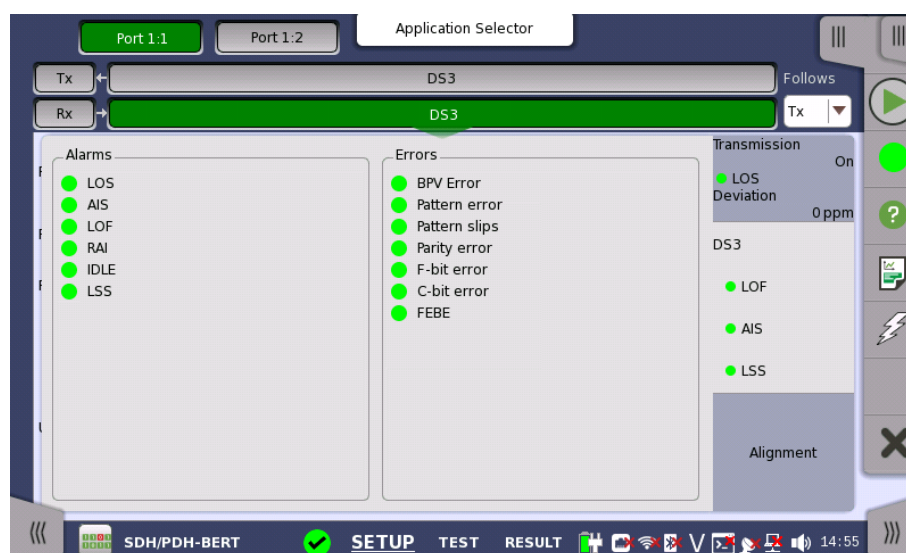 Application Selector
Port 1:1
Port 1:2
Tx
DS3
Follows
Rx
DS3
Tx
Alarms
LOS
AIS
LOF
RAI
IDLE
LSS
Errors
BPV Error
Pattern error
Pattern slips
Parity error
F-bit error
C-bit error
FEBE
Transmission
On
LOS
Deviation
0 ppm
DS3
LOF
AIS
LSS
Alignment
SDH/PDH-BERT
SETUP
TEST
RESULT
14:55